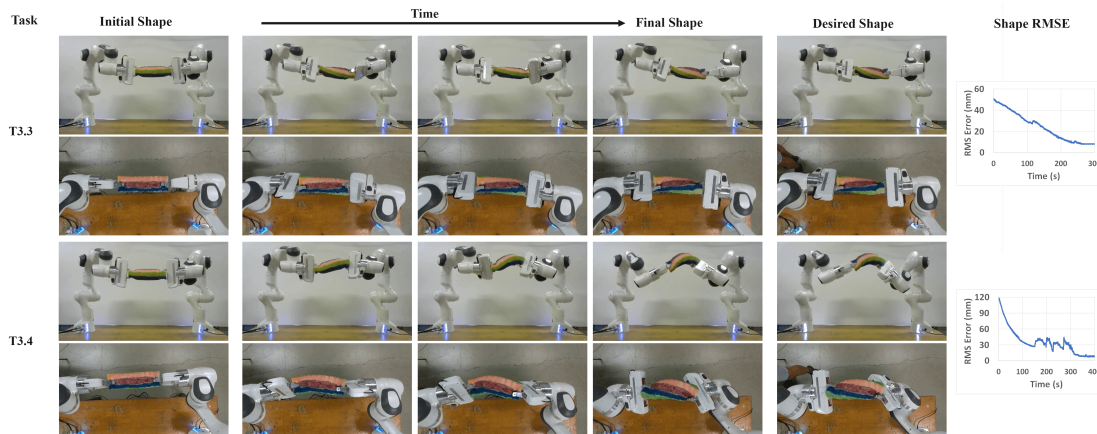 Task
Initial Shape
Time
Final Shape
Desired Shape
Shape RMSE
T3.3
RMS Error (mm)
60
40
20
0
0
100
200
300
Time (s)
T3.4
RMS Error (mm)
120
90
60
30
0
0
100
200
300
400
Time (s)